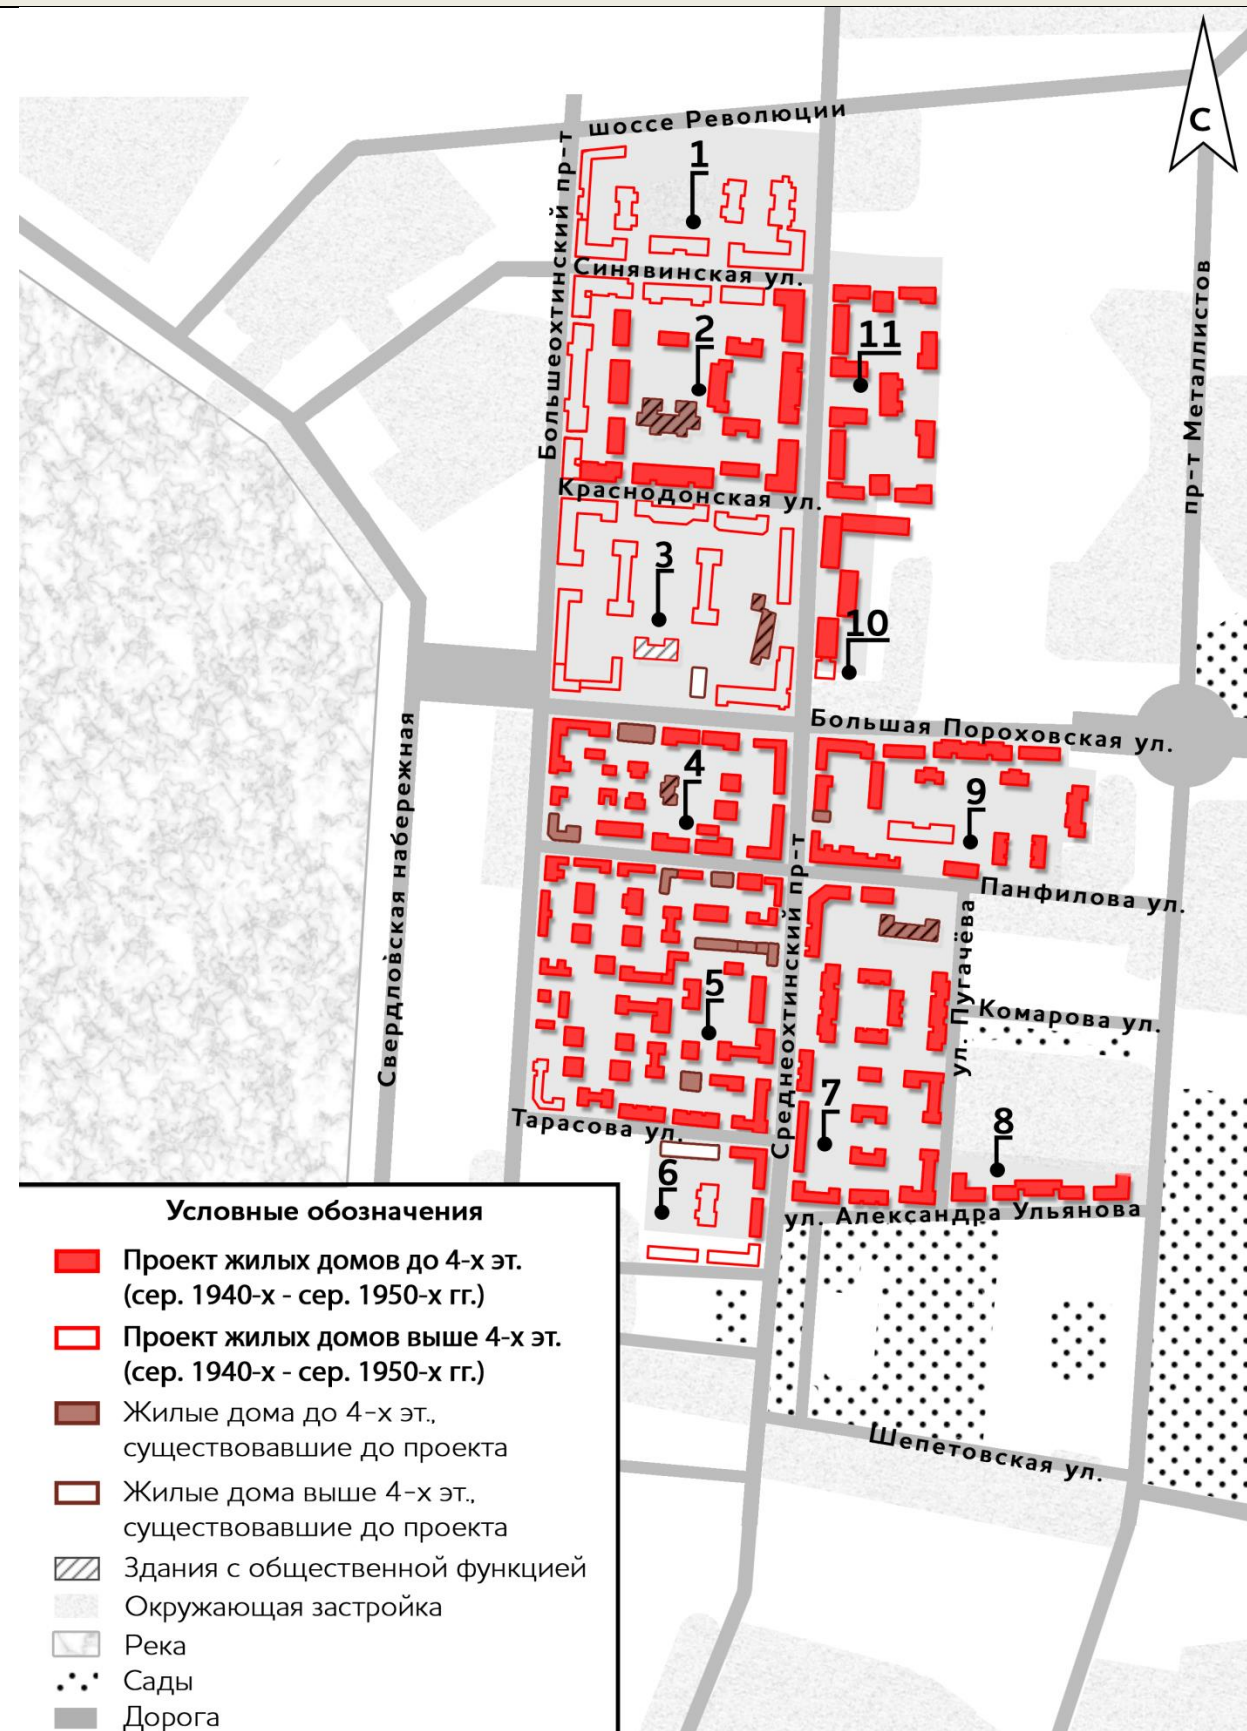 С
шоссе Революции
1
Большеохтинский пр-т
Синявинская ул.
2
11
пр-т Металлистов
Краснодонская ул.
3
10
Большая Пороховская ул.
4
9
Свердловская набережная
Среднеохтинский пр-т
Панфилова ул.
ул. Пугачёва
5
Комарова ул.
7
8
Тарасова ул.
6
ул. Александра Ульянова
Шепетовская ул.
Условные обозначения
Проект жилых домов до 4-х эт.
(сер. 1940-х - сер. 1950-х гг.)
Проект жилых домов выше 4-х эт.
(сер. 1940-х - сер. 1950-х гг.)
Жилые дома до 4-х эт.,
существовавшие до проекта
Жилые дома выше 4-х эт.,
существовавшие до проекта
Здания с общественной функцией
Окружающая застройка
Река
Сады
Дорога